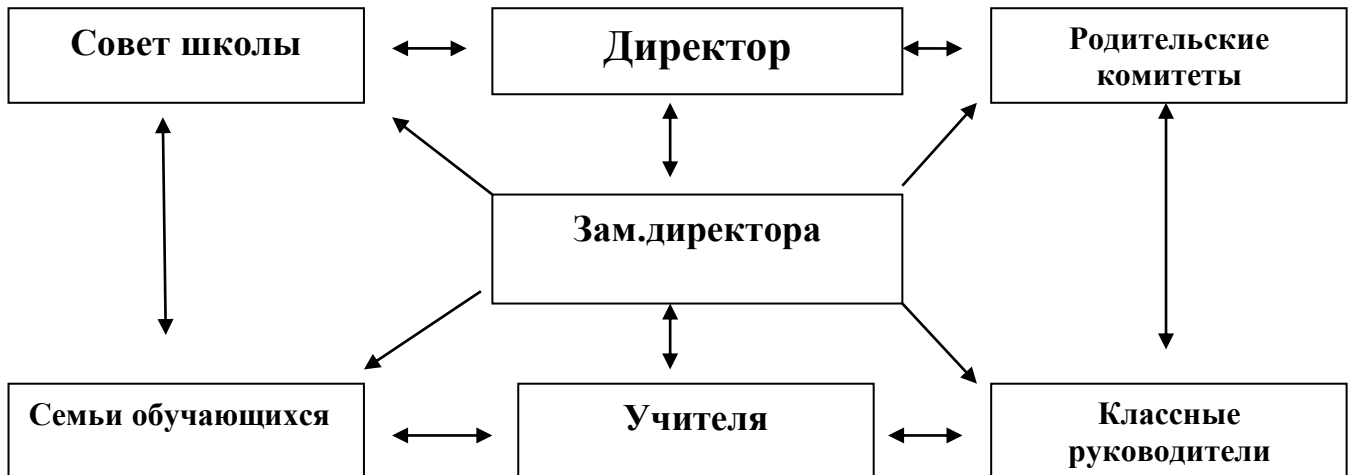 Совет школы
Директор
Родительские
комитеты
Зам.директора
Семьи обучающихся
Учителя
Классные
руководители